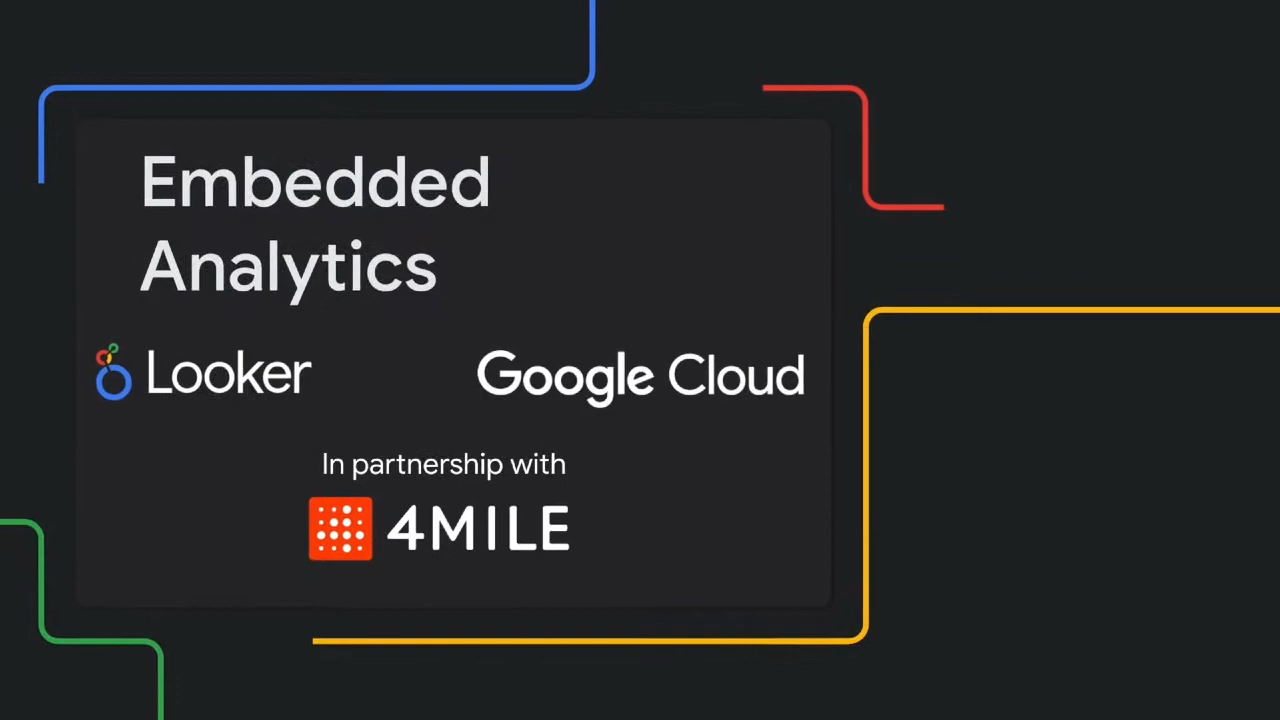 Embedded
Analytics
Looker
Google Cloud
In partnership with
4MILE